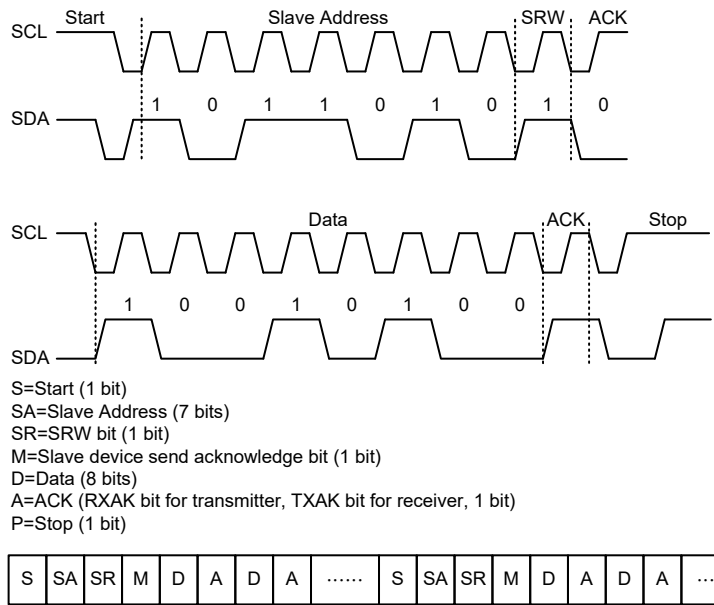 Start Slave Address SRW ACK
SCL
1 0 1 1 0 1 0 1 0
SDA
Data ACK Stop
SCL
1 0 0 1 0 1 0 0
SDA
S=Start (1 bit)
SA=Slave Address (7 bits)
SR=SRW bit (1 bit)
M=Slave device send acknowledge bit (1 bit)
D=Data (8 bits)
A=ACK (RXAK bit for transmitter, TXAK bit for receiver, 1 bit)
P=Stop (1 bit)
S SA SR M D A D A ...... S SA SR M D A D A ...